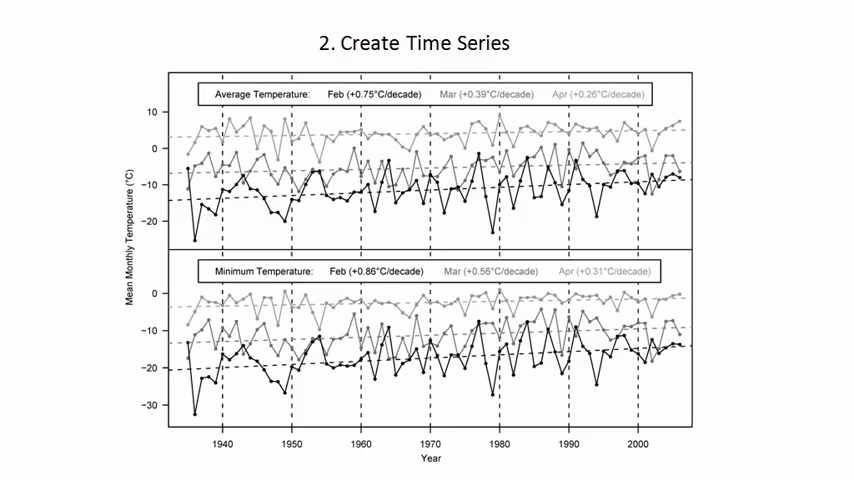 2. Create Time Series
Average Temperature: Feb (+0.75°C/decade) Mar (+0.39°C/decade) Apr (+0.26°C/decade)
10
0
−10
−20
Mean Monthly Temperature (°C)
Minimum Temperature: Feb (+0.86°C/decade) Mar (+0.56°C/decade) Apr (+0.31°C/decade)
0
−10
−20
−30
1940 1950 1960 1970 1980 1990 2000
Year